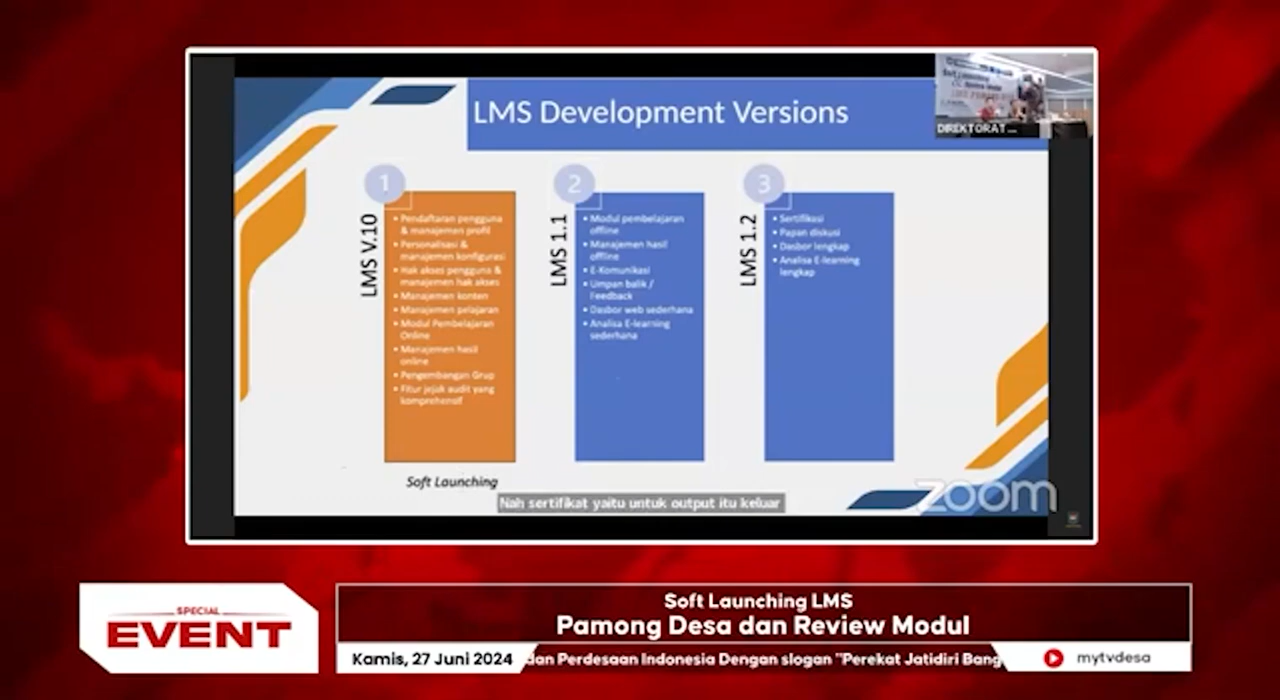 LMS Development Versions
DIREKTORAT ...
1
LMS V.10
• Pendaftaran pengguna
& manajemen profil
• Personalisasi &
manajemen konfigurasi
• Hak akses pengguna &
manajemen hak akses
• Manajemen konten
• Manajemen pelajaran
• Modul Pembelajaran
Online
• Manajemen hasil
online
• Pengembangan Grup
• Fitur jejak audit yang
komprehensif
Soft Launching
2
LMS 1.1
• Modul pembelajaran
offline
• Manajemen hasil
offline
• E-Komunikasi
• Umpan balik /
Feedback
• Dasbor web sederhana
• Analisa E-learning
sederhana
3
LMS 1.2
• Sertifikasi
• Papan diskusi
• Dasbor lengkap
• Analisa E-learning
lengkap
Nah sertifikat yaitu untuk output itu keluar
zoom
SPECIAL
EVENT
Soft Launching LMS
Pamong Desa dan Review Modul
Kamis, 27 Juni 2024
dan Perdesaan Indonesia Dengan slogan "Perekat Jatidiri Bang
mytvdesa